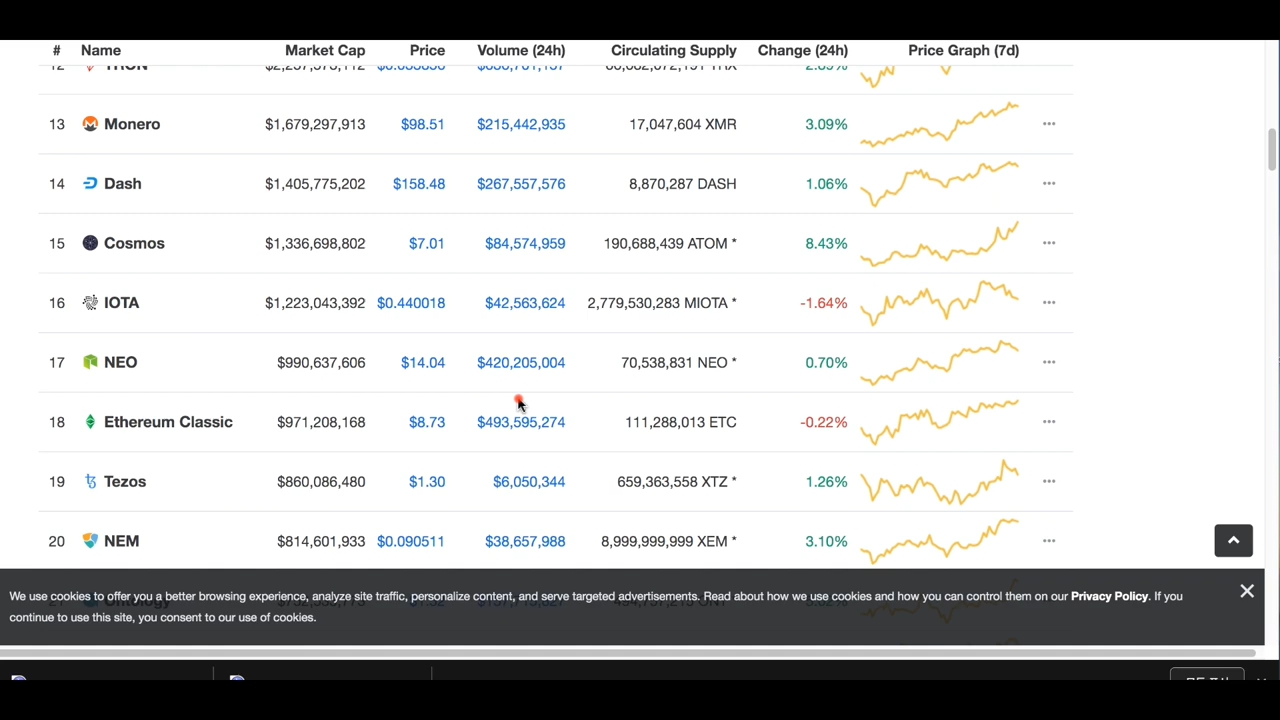 # Name Market Cap Price Volume (24h) Circulating Supply Change (24h) Price Graph (7d)
12 TRON
13 Monero $1,679,297,913 $98.51 $215,442,935 17,047,604 XMR 3.09%
14 Dash $1,405,775,202 $158.48 $267,557,576 8,870,287 DASH 1.06%
15 Cosmos $1,336,698,802 $7.01 $84,574,959 190,688,439 ATOM * 8.43%
16 IOTA $1,223,043,392 $0.440018 $42,563,624 2,779,530,283 MIOTA * -1.64%
17 NEO $990,637,606 $14.04 $420,205,004 70,538,831 NEO * 0.70%
18 Ethereum Classic $971,208,168 $8.73 $493,595,274 111,288,013 ETC -0.22%
19 Tezos $860,086,480 $1.30 $6,050,344 659,363,558 XTZ * 1.26%
20 NEM $814,601,933 $0.090511 $38,657,988 8,999,999,999 XEM * 3.10%
21 Ontology
We use cookies to offer you a better browsing experience, analyze site traffic, personalize content, and serve targeted advertisements. Read about how we use cookies and how you can control them on our Privacy Policy. If you
continue to use this site, you consent to our use of cookies.